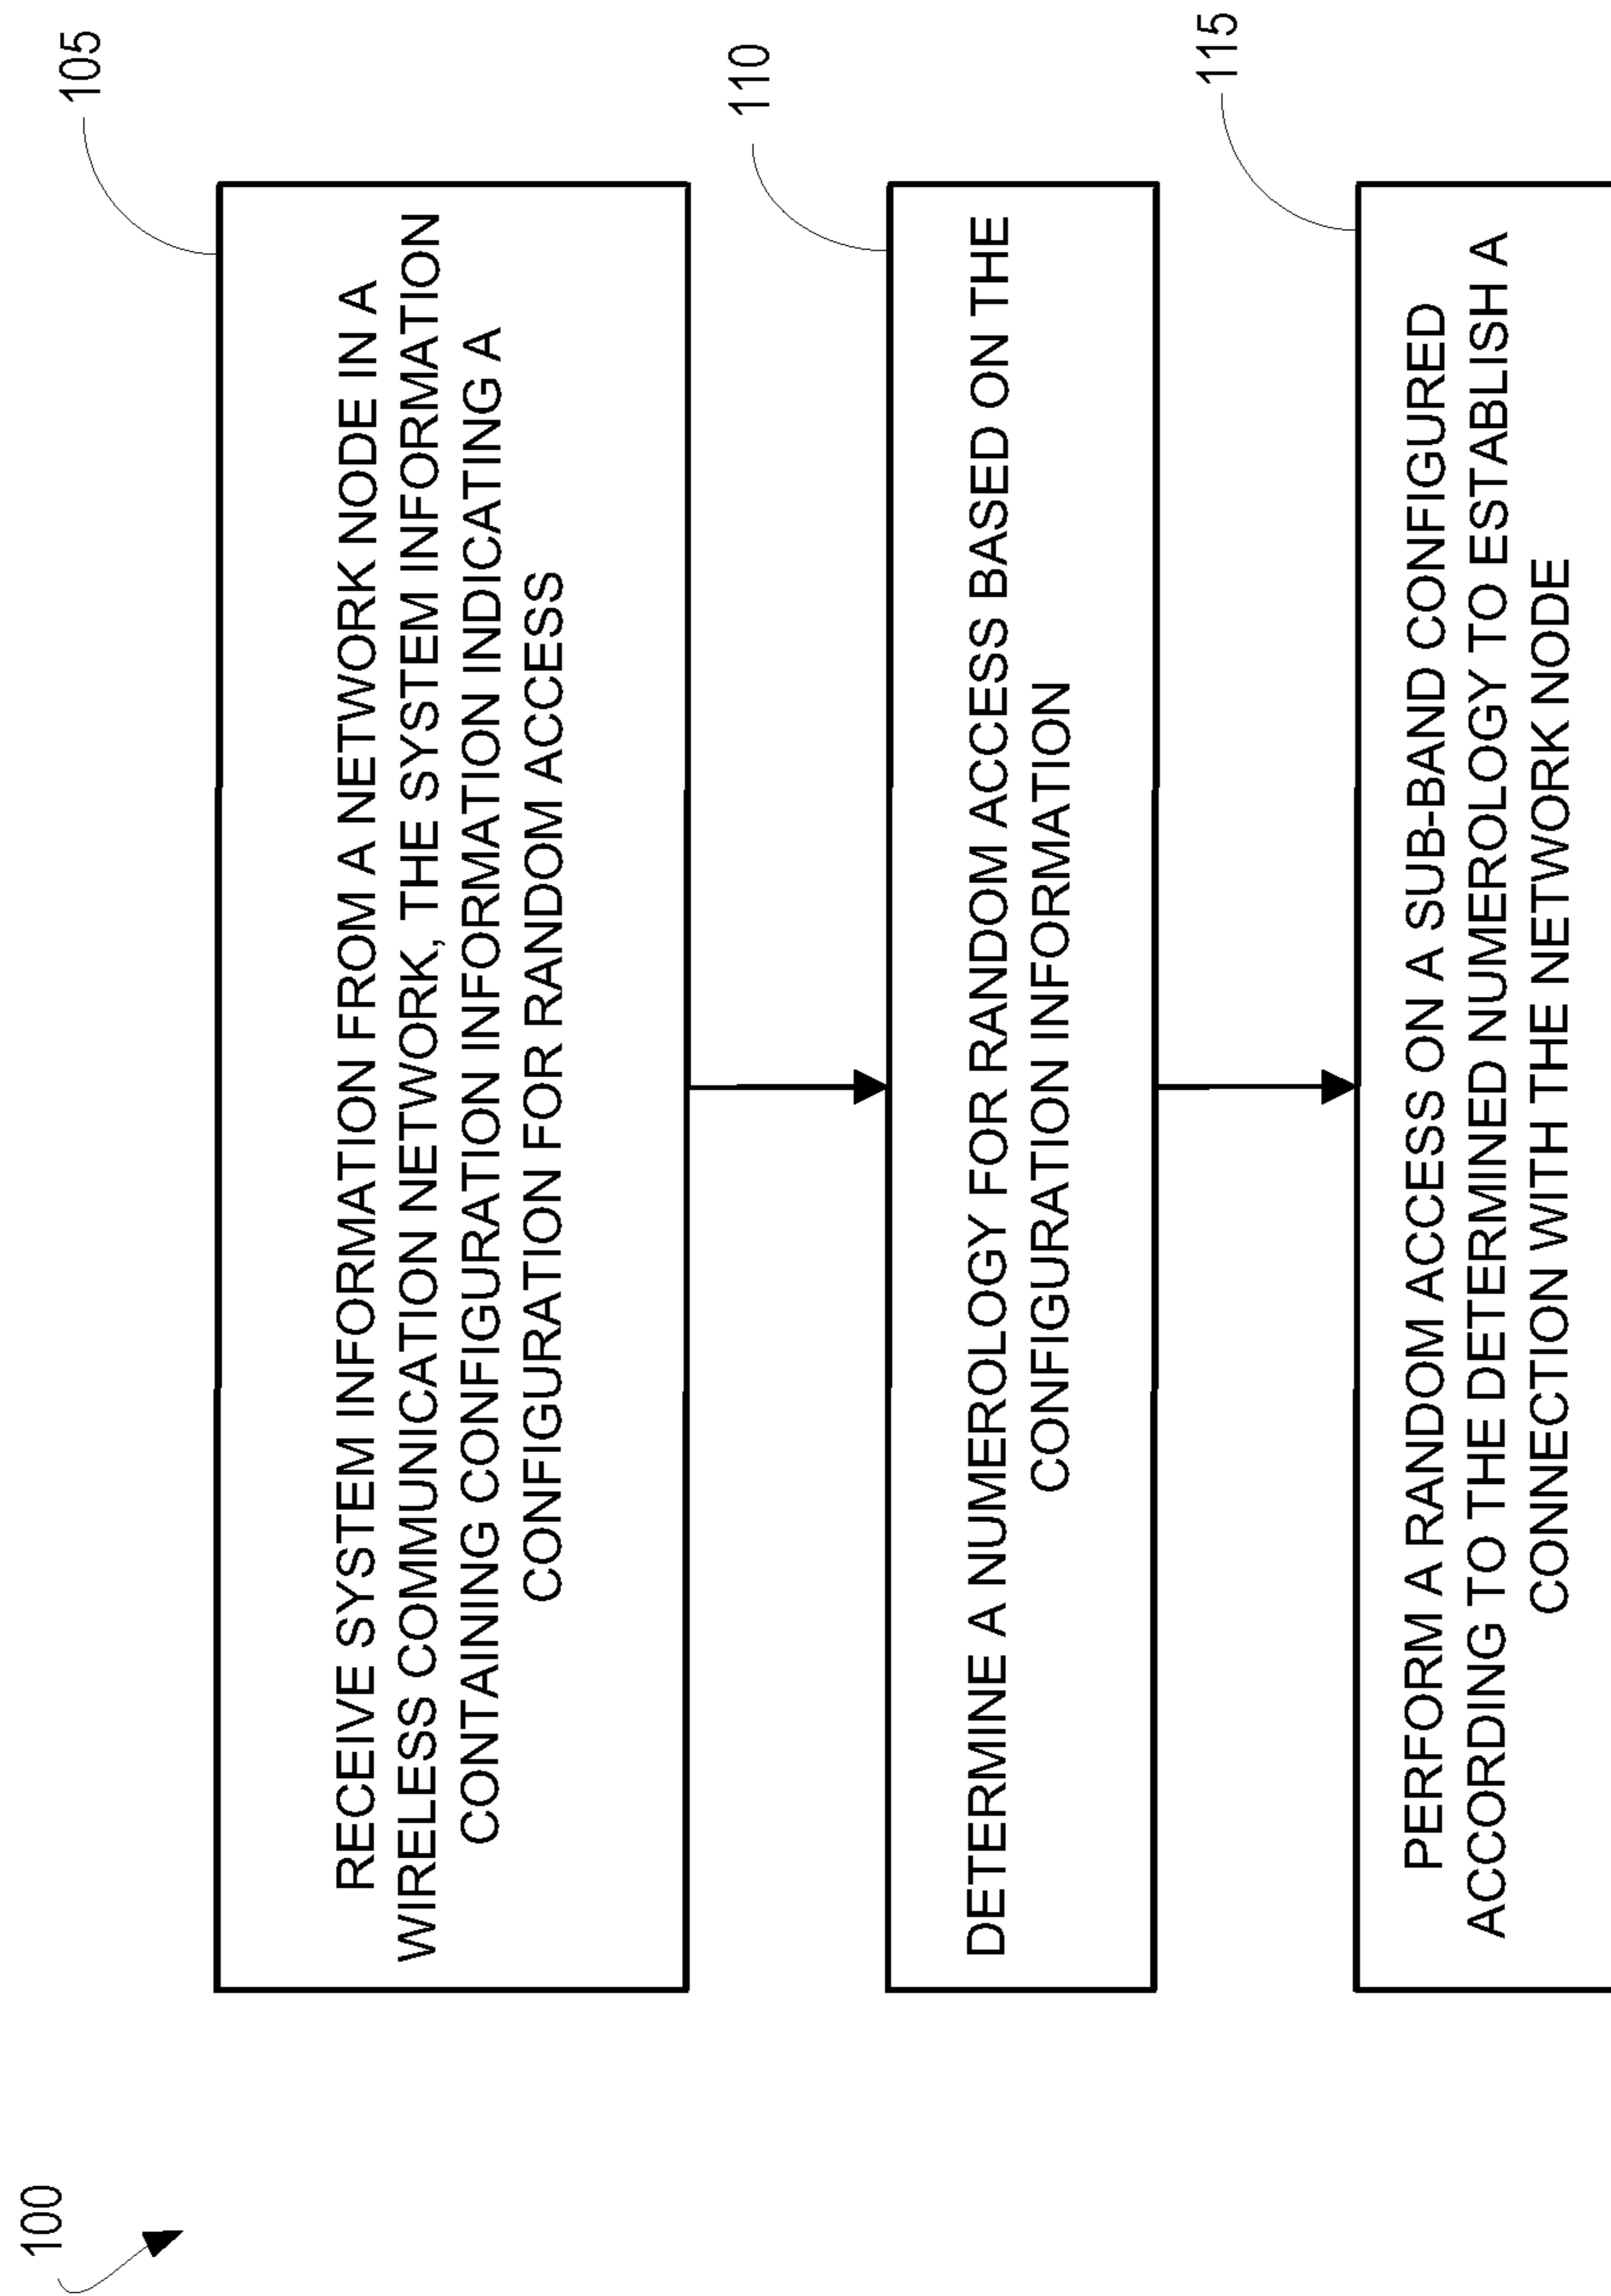 100
105
RECEIVE SYSTEM INFORMATION FROM A NETWORK NODE IN A
WIRELESS COMMUNICATION NETWORK, THE SYSTEM INFORMATION
CONTAINING CONFIGURATION INFORMATION INDICATING A
CONFIGURATION FOR RANDOM ACCESS
110
DETERMINE A NUMEROLOGY FOR RANDOM ACCESS BASED ON THE
CONFIGURATION INFORMATION
115
PERFORM A RANDOM ACCESS ON A SUB-BAND CONFIGURED
ACCORDING TO THE DETERMINED NUMEROLOGY TO ESTABLISH A
CONNECTION WITH THE NETWORK NODE